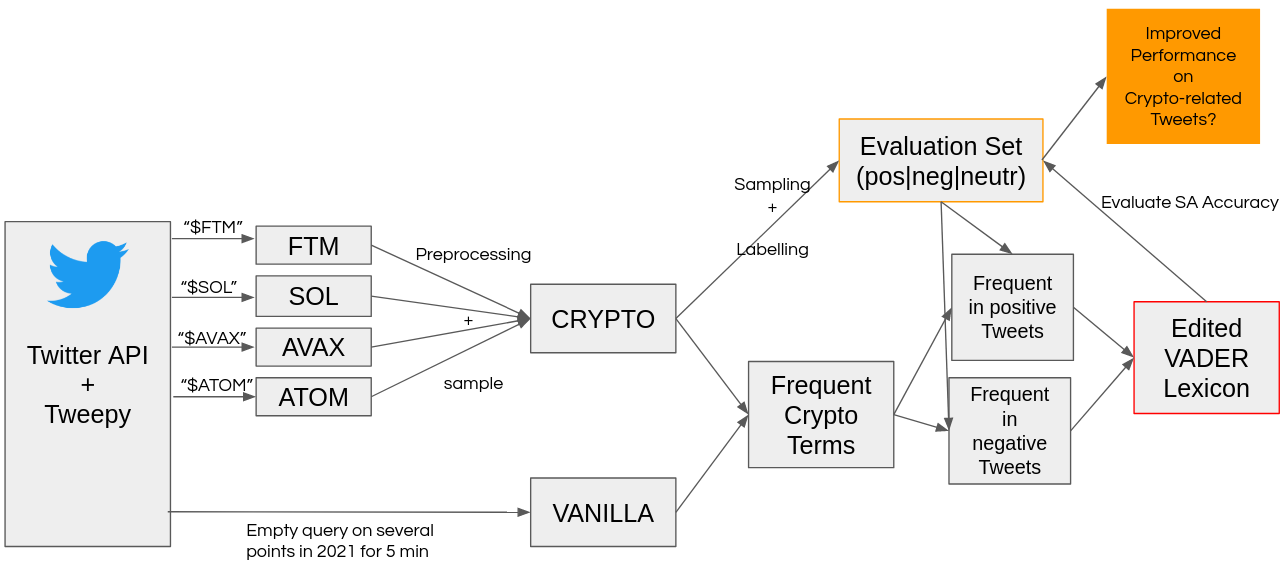 Improved
Performance
on
Crypto-related
Tweets?
Evaluation Set
(pos|neg|neutr)
Sampling
+
Labelling
Evaluate SA Accuracy
“$FTM”
“$SOL”
“$AVAX”
“$ATOM”
Twitter API
+
Tweepy
FTM
SOL
AVAX
ATOM
Preprocessing
+
sample
CRYPTO
Frequent
in positive
Tweets
Edited
VADER
Lexicon
Frequent
Crypto
Terms
Frequent
in
negative
Tweets
VANILLA
Empty query on several
points in 2021 for 5 min